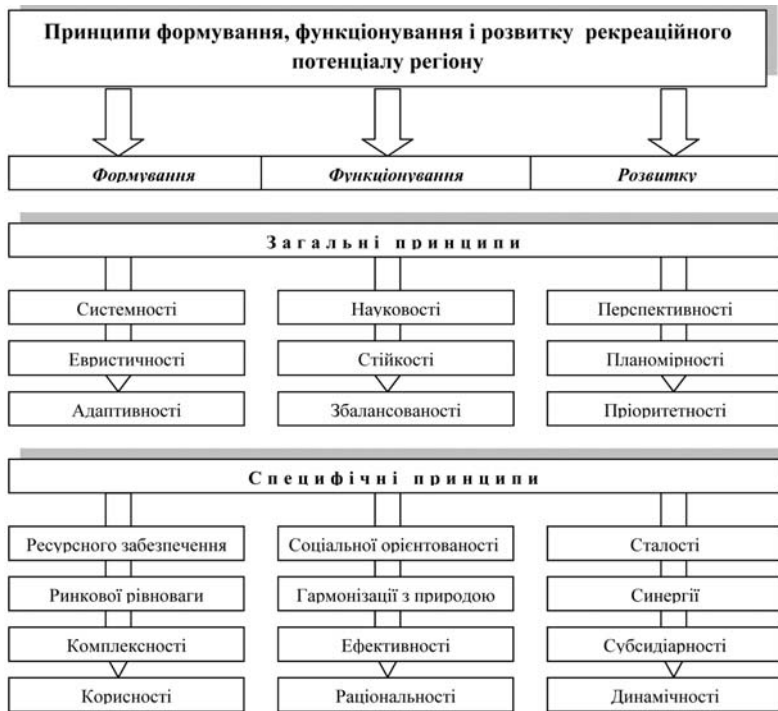 Принципи формування, функціонування і розвитку рекреаційного
потенціалу регіону
Формування Функціонування Розвитку
Загальні принципи
Системності Науковості Перспективності
Евристичності Стійкості Планомірності
Адаптивності Збалансованості Пріоритетності
Специфічні принципи
Ресурсного забезпечення Соціальної орієнтованості Сталості
Ринкової рівноваги Гармонізації з природою Синергії
Комплексності Ефективності Субсидіарності
Корисності Раціональності Динамічності